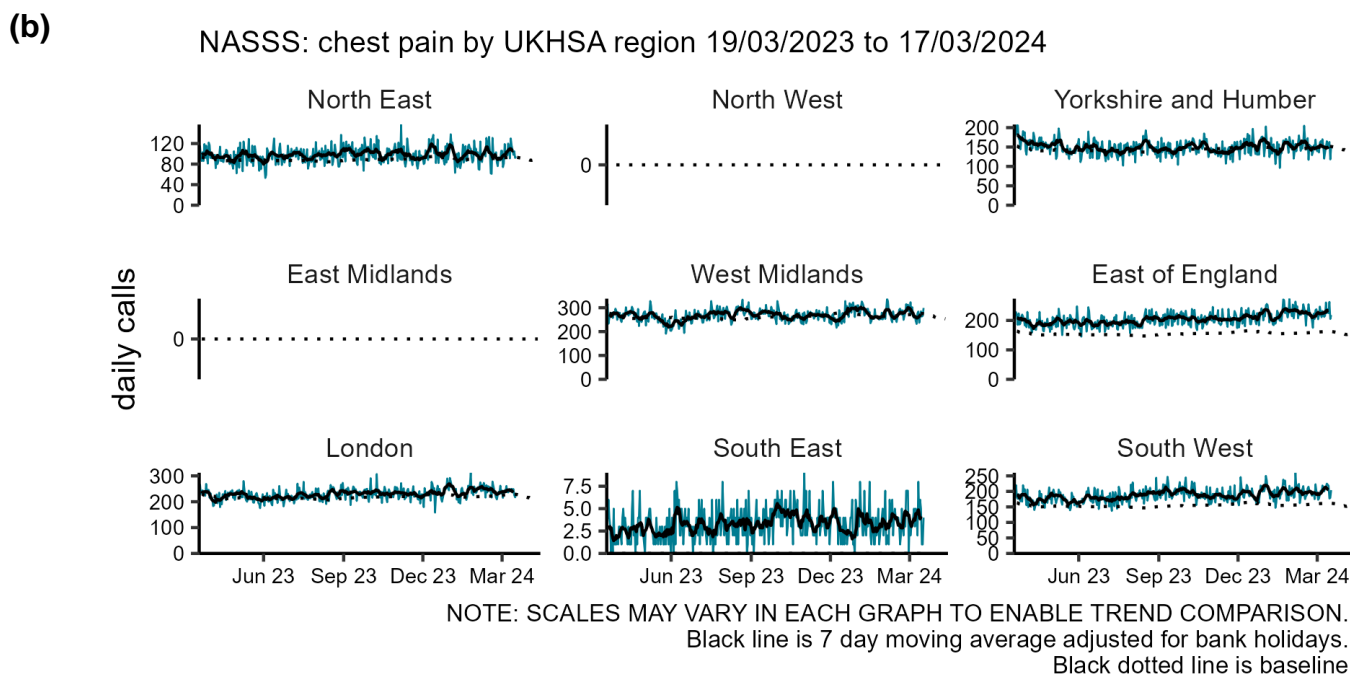 (b)
NASSS: chest pain by UKHSA region 19/03/2023 to 17/03/2024
North East
North West
Yorkshire and Humber
120
80
40
0
0
200
150
100
50
0
daily calls
East Midlands
West Midlands
East of England
0
300
200
100
0
200
100
0
London
South East
South West
300
200
100
0
7.5
5.0
2.5
0.0
250
200
150
100
50
0
Jun 23 Sep 23 Dec 23 Mar 24
Jun 23 Sep 23 Dec 23 Mar 24
Jun 23 Sep 23 Dec 23 Mar 24
NOTE: SCALES MAY VARY IN EACH GRAPH TO ENABLE TREND COMPARISON.
Black line is 7 day moving average adjusted for bank holidays.
Black dotted line is baseline